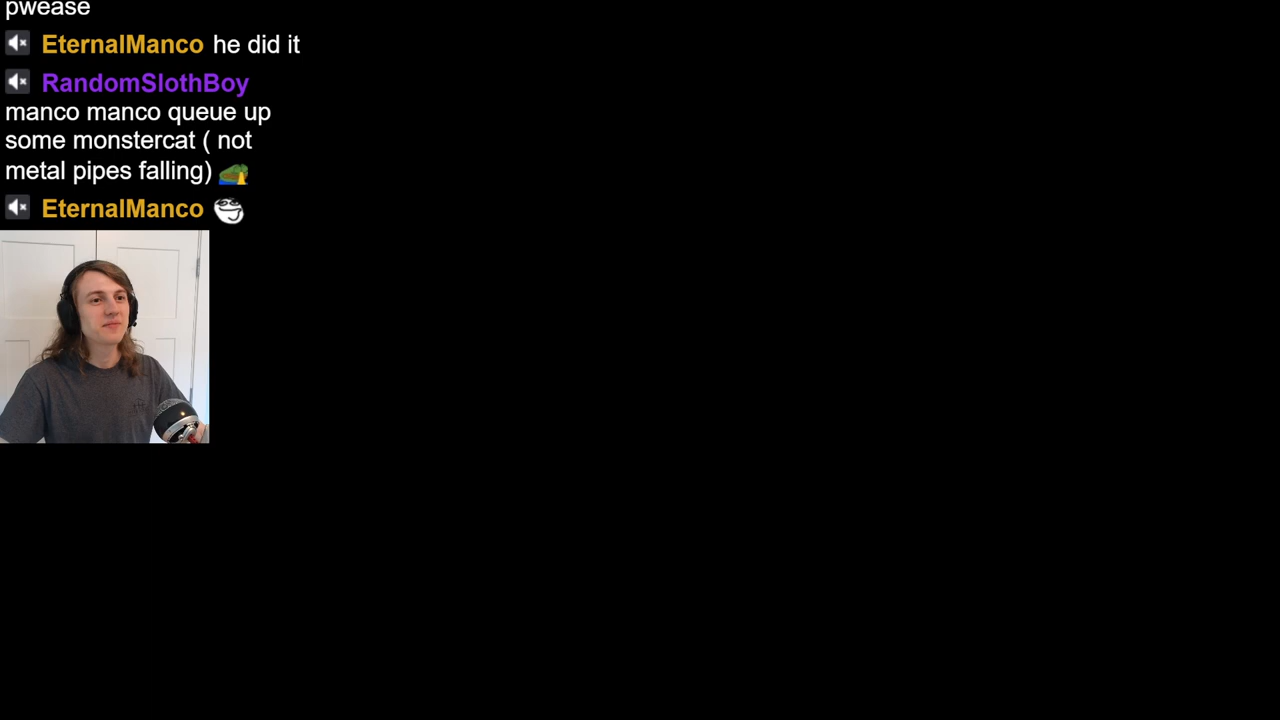 pwease
EternalManco he did it
RandomSlothBoy
manco manco queue up
some monstercat ( not
metal pipes falling)
EternalManco